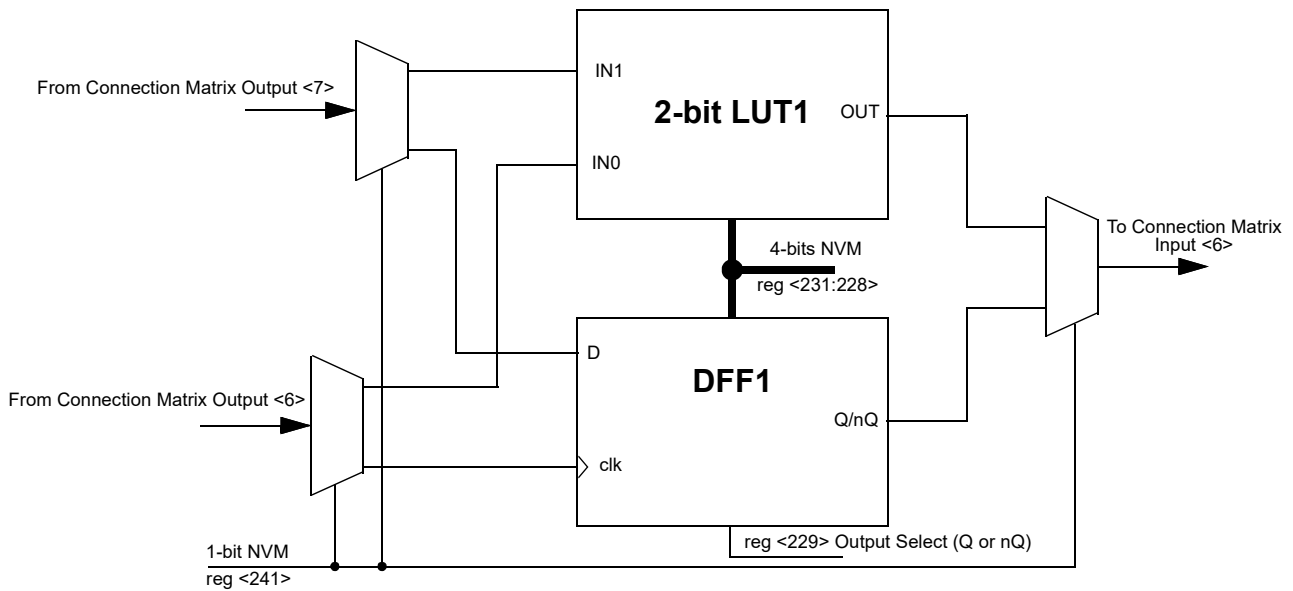 From Connection Matrix Output <7>
IN1
2-bit LUT1
OUT
IN0
To Connection Matrix
Input <6>
4-bits NVM
reg <231:228>
D
DFF1
From Connection Matrix Output <6>
Q/nQ
clk
reg <229> Output Select (Q or nQ)
1-bit NVM
reg <241>